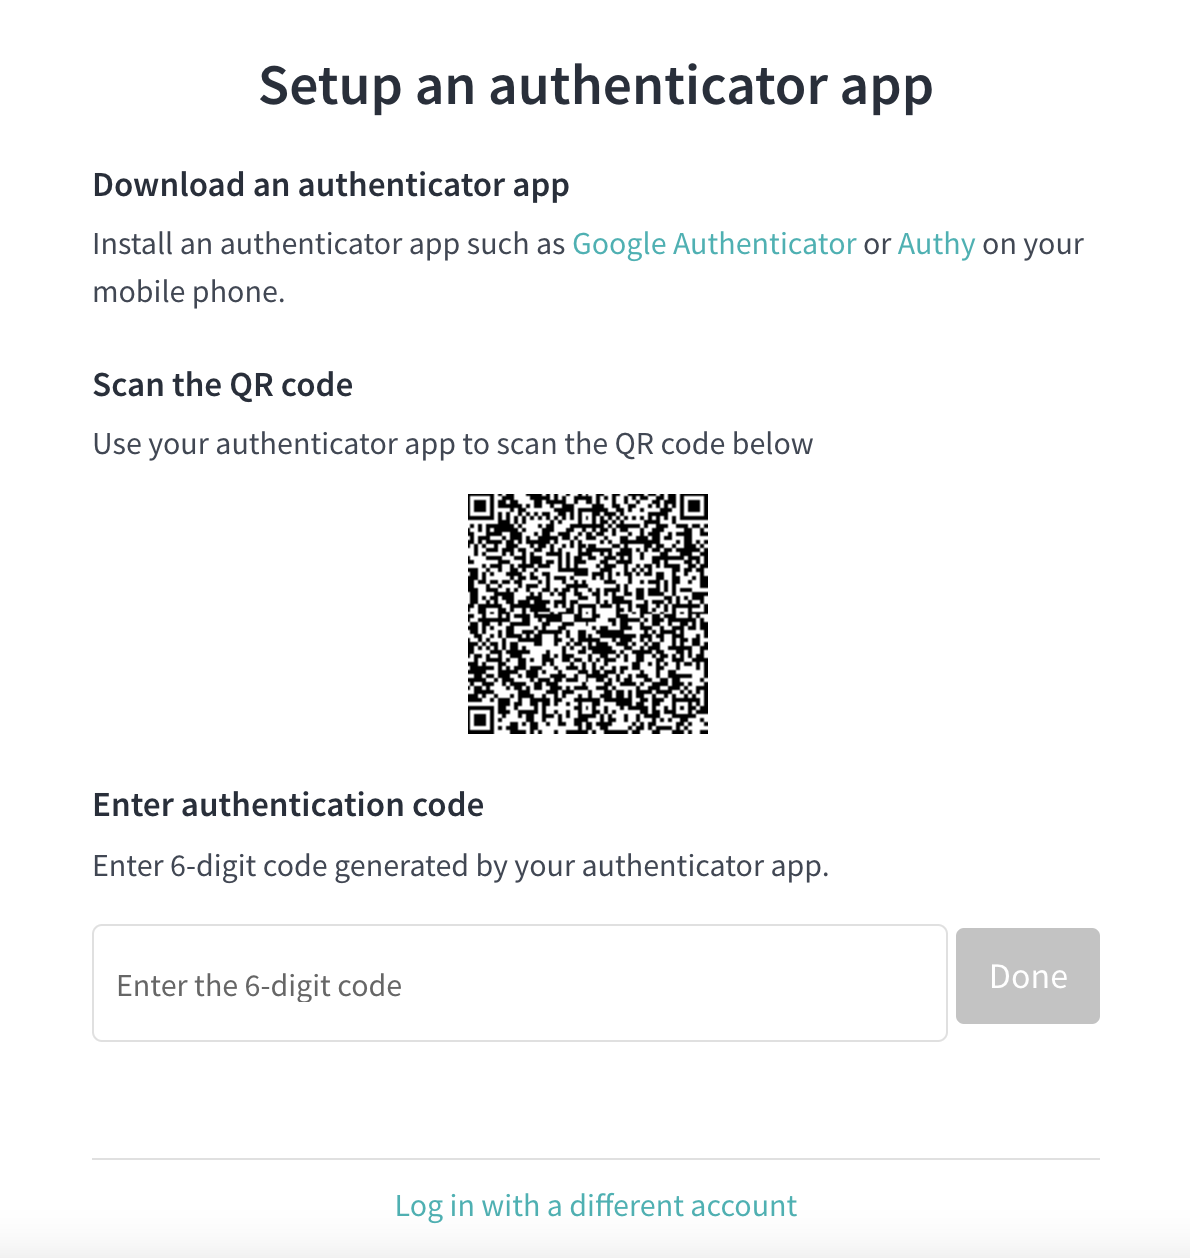 Setup an authenticator app
Download an authenticator app
Install an authenticator app such as Google Authenticator or Authy on your
mobile phone.
Scan the QR code
Use your authenticator app to scan the QR code below
Enter authentication code
Enter 6-digit code generated by your authenticator app.
Enter the 6-digit code
Done
Log in with a different account